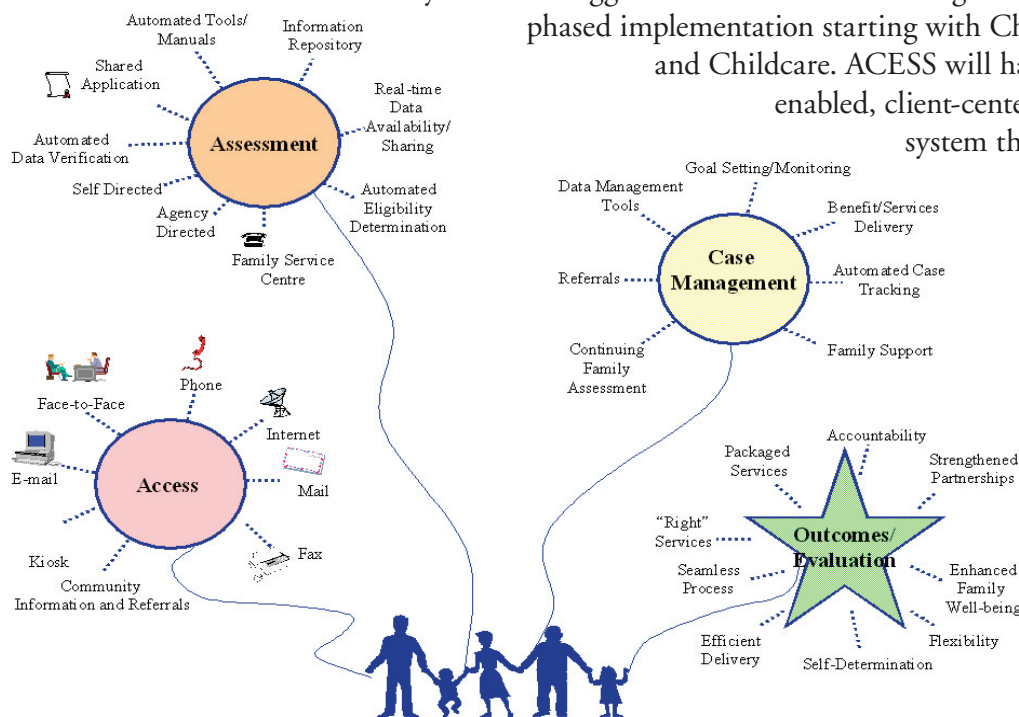 phased implementation starting with Ch
and Childcare. ACESS will ha
enabled, client-cente
system th
Automated Tools/
Manuals
Information
Repository
Shared
Application
Real-time
Data
Availability/
Sharing
Automated
Data Verification
Assessment
Self Directed
Automated
Eligibility
Determination
Agency
Directed
Family Service
Centre
Goal Setting/Monitoring
Data Management
Tools
Benefit/Services
Delivery
Case
Management
Referrals
Automated Case
Tracking
Continuing
Family
Assessment
Family Support
Phone
Face-to-Face
Internet
E-mail
Access
Mail
Kiosk
Fax
Community
Information and Referrals
Accountability
Packaged
Services
Strengthened
Partnerships
"Right"
Services
Outcomes/
Evaluation
Seamless
Process
Enhanced
Family
Well-being
Efficient
Delivery
Flexibility
Self-Determination